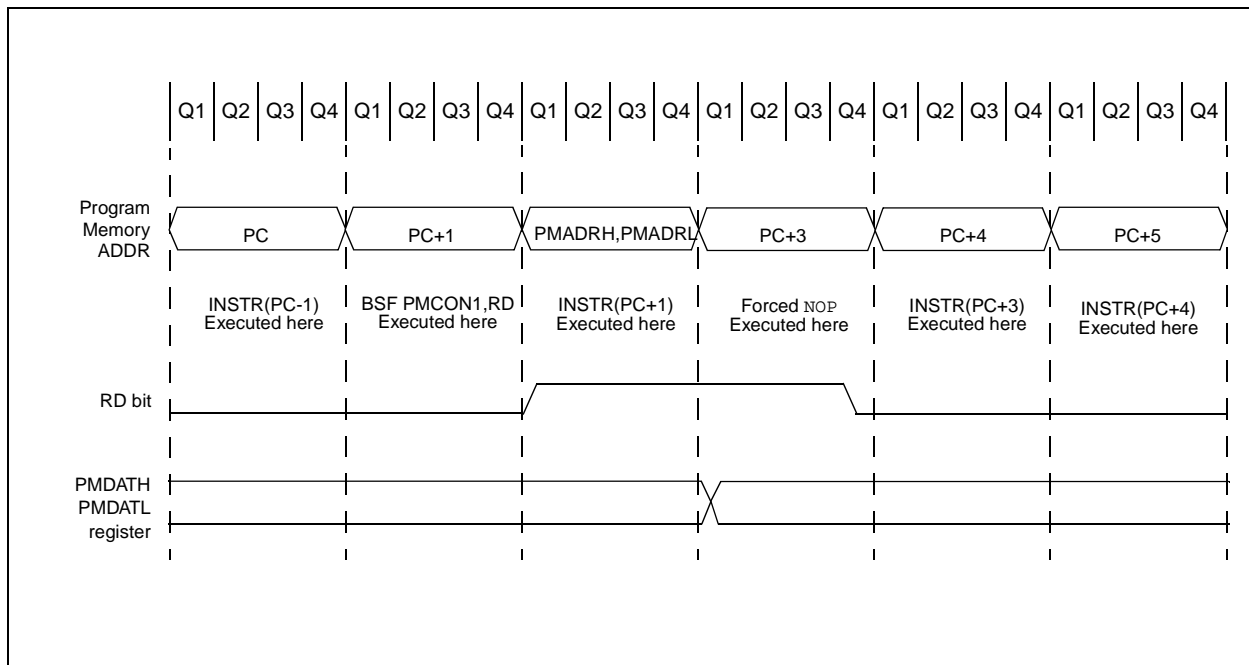 Q1 Q2 Q3 Q4 Q1 Q2 Q3 Q4 Q1 Q2 Q3 Q4 Q1 Q2 Q3 Q4 Q1 Q2 Q3 Q4 Q1 Q2 Q3 Q4
Program
Memory
ADDR
PC PC+1 PMADRH,PMADRL PC+3 PC+4 PC+5
INSTR(PC-1)
Executed here
BSF PMCON1,RD
Executed here
INSTR(PC+1)
Executed here
Forced NOP
Executed here
INSTR(PC+3)
Executed here
INSTR(PC+4)
Executed here
RD bit
PMDATH
PMDATL
register